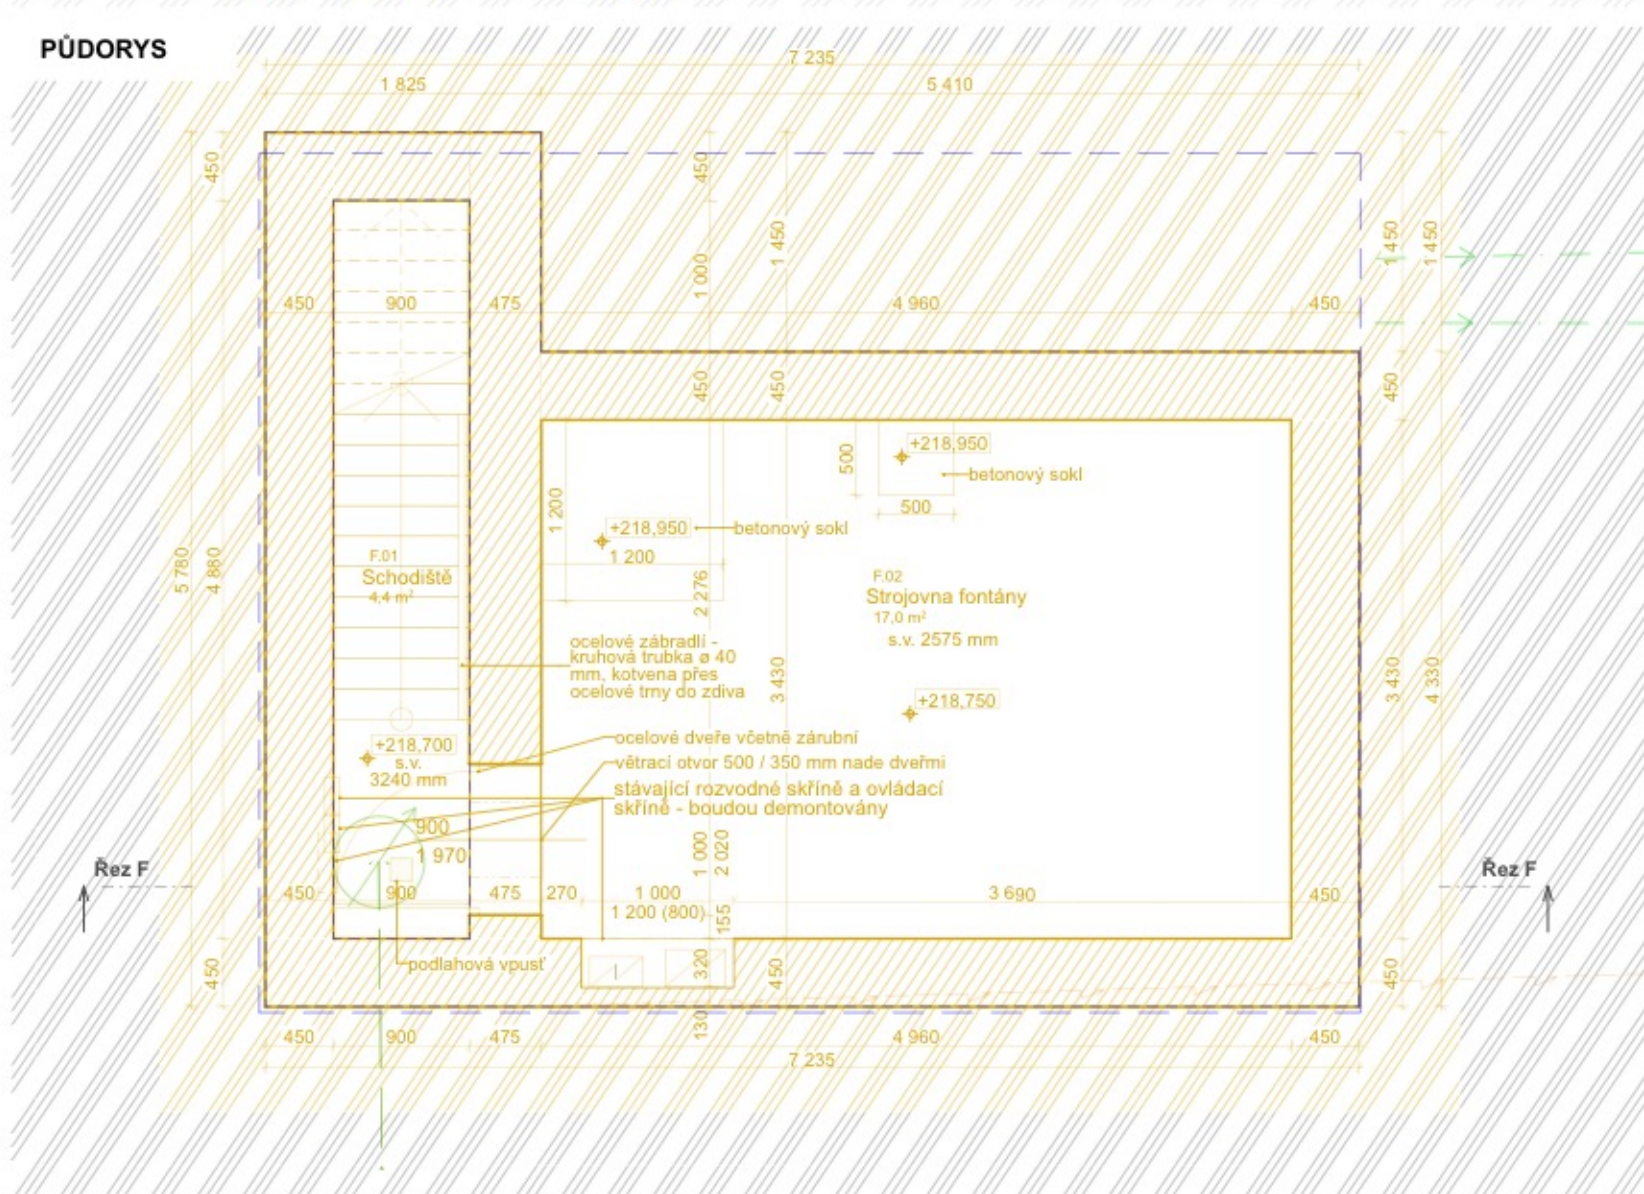 PŮDORYS
7 235
1 825
5 410
450
450
1 450
1 000
1 450
1 450
450
900
475
4 960
450
450
450
450
+218,950
500
betonový sokl
500
1 200
+218,950
betonový sokl
1 200
2 276
F.01
Schodiště
4,4 m²
F.02
Strojovna fontány
17,0 m²
s.v. 2575 mm
5 780
4 880
ocelové zábradlí -
kruhová trubka ø 40
mm, kotvena přes
ocelové trny do zdiva
3 430
3 430
4 330
+218,750
+218,700
s.v.
3240 mm
ocelové dveře včetně zárubní
větrací otvor 500 / 350 mm nade dveřmi
stávající rozvodné skříně a ovládací
skříně - boudou demontovány
900
1 970
1 000
2 020
Řez F
Řez F
450
900
475
270
1 000
3 690
450
1 200 (800)
155
podlahová vpusť
450
320
450
450
130
450
900
475
4 960
450
7 235